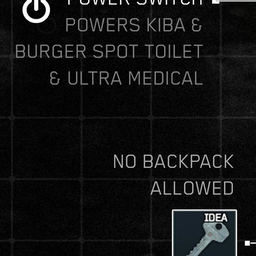 POWER SWITCH
POWERS KIBA &
BURGER SPOT TOILET
& ULTRA MEDICAL
NO BACKPACK
ALLOWED
IDEA